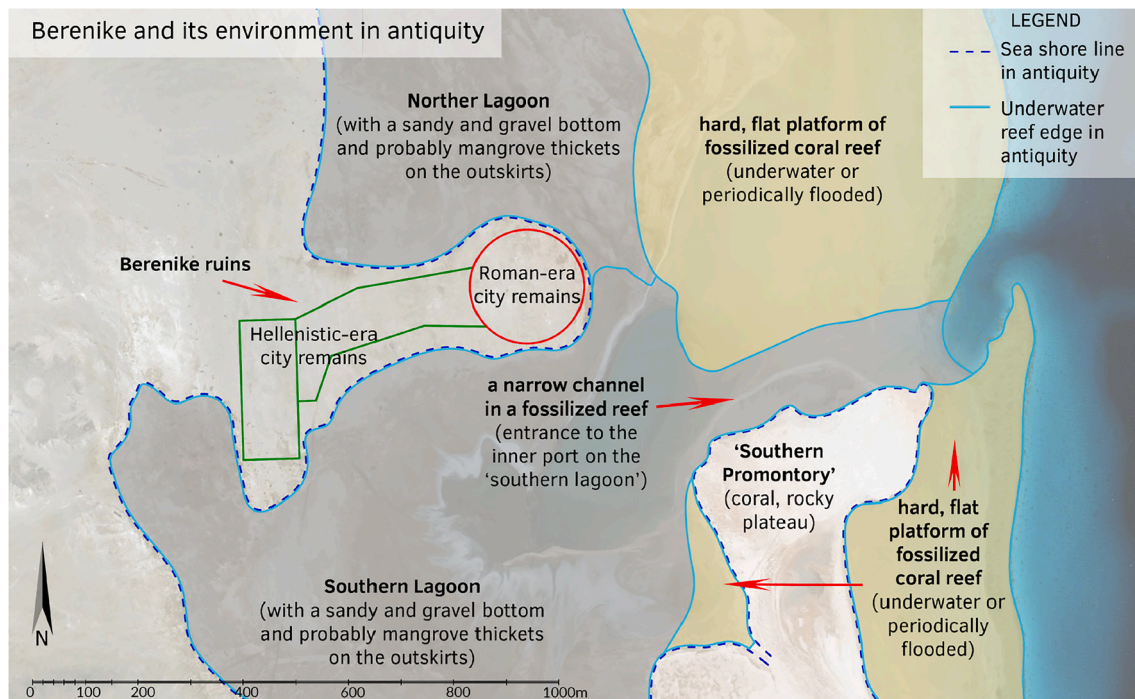 Berenike and its environment in antiquity
LEGEND
Sea shore line
in antiquity
Underwater
reef edge in
antiquity
Norther Lagoon
(with a sandy and gravel bottom
and probably mangrove thickets
on the outskirts)
hard, flat platform of
fossilized coral reef
(underwater or
periodically flooded)
Berenike ruins
Roman-era
city remains
Hellenistic-era
city remains
a narrow channel
in a fossilized reef
(entrance to the
inner port on the
‘southern lagoon’)
‘Southern
Promontory’
(coral, rocky
plateau)
hard, flat
platform of
fossilized
coral reef
(underwater or
periodically
flooded)
Southern Lagoon
(with a sandy and gravel bottom
and probably mangrove thickets
on the outskirts)
N
0 100 200 400 600 800 1000m